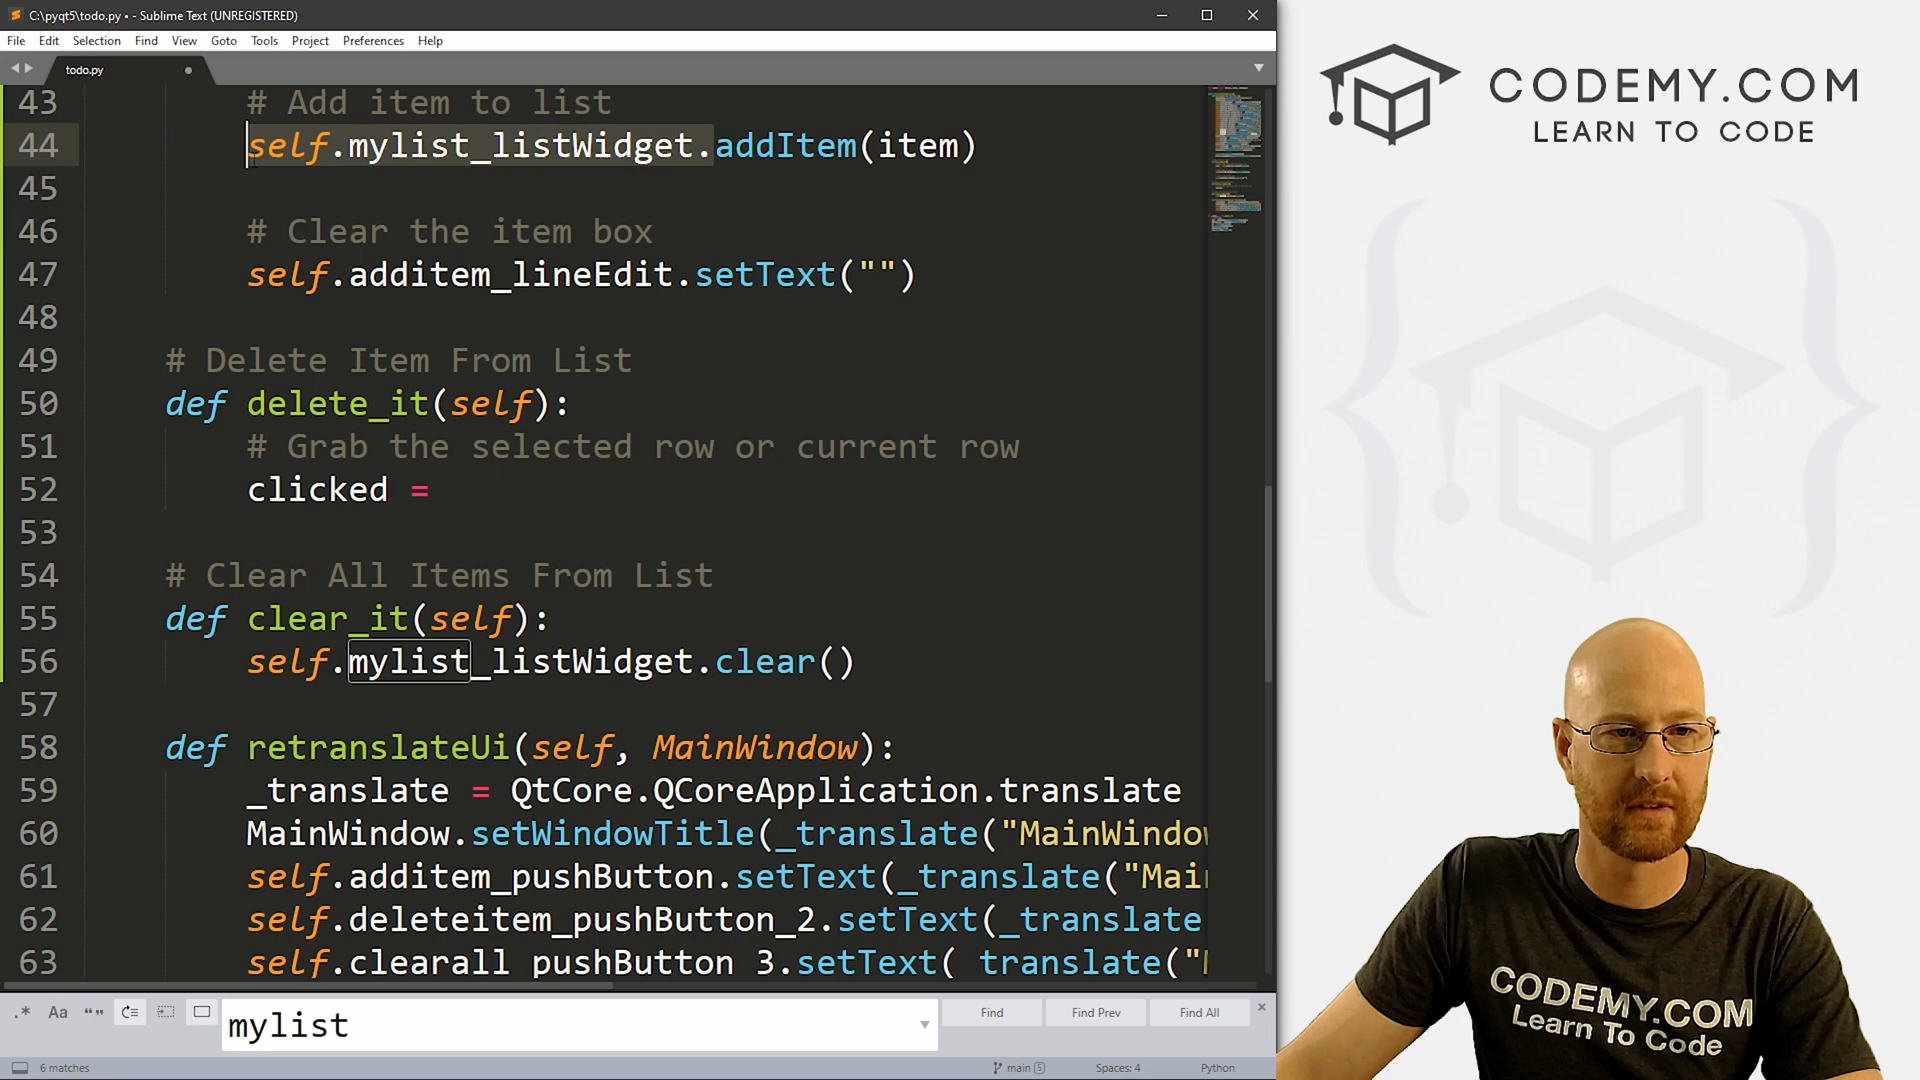 C:\pyqt5\todo.py • - Sublime Text (UNREGISTERED)
File Edit Selection Find View Goto Tools Project Preferences Help
todo.py
43 # Add item to list
44 self.mylist_listWidget.addItem(item)
45
46 # Clear the item box
47 self.additem_lineEdit.setText("")
48
49 # Delete Item From List
50 def delete_it(self):
51 # Grab the selected row or current row
52 clicked =
53
54 # Clear All Items From List
55 def clear_it(self):
56 self.mylist_listWidget.clear()
57
58 def retranslateUi(self, MainWindow):
59 _translate = QtCore.QCoreApplication.translate
60 MainWindow.setWindowTitle(_translate("MainWindow
61 self.additem_pushButton.setText(_translate("Mai
62 self.deleteitem_pushButton_2.setText(_translate
63 self.clearall_pushButton_3.setText(_translate("
.* Aa “” mylist Find Find Prev Find All
6 matches main 5 Spaces: 4 Python
CODEMY.COM
LEARN TO CODE
CODEMY.COM
Learn To Code